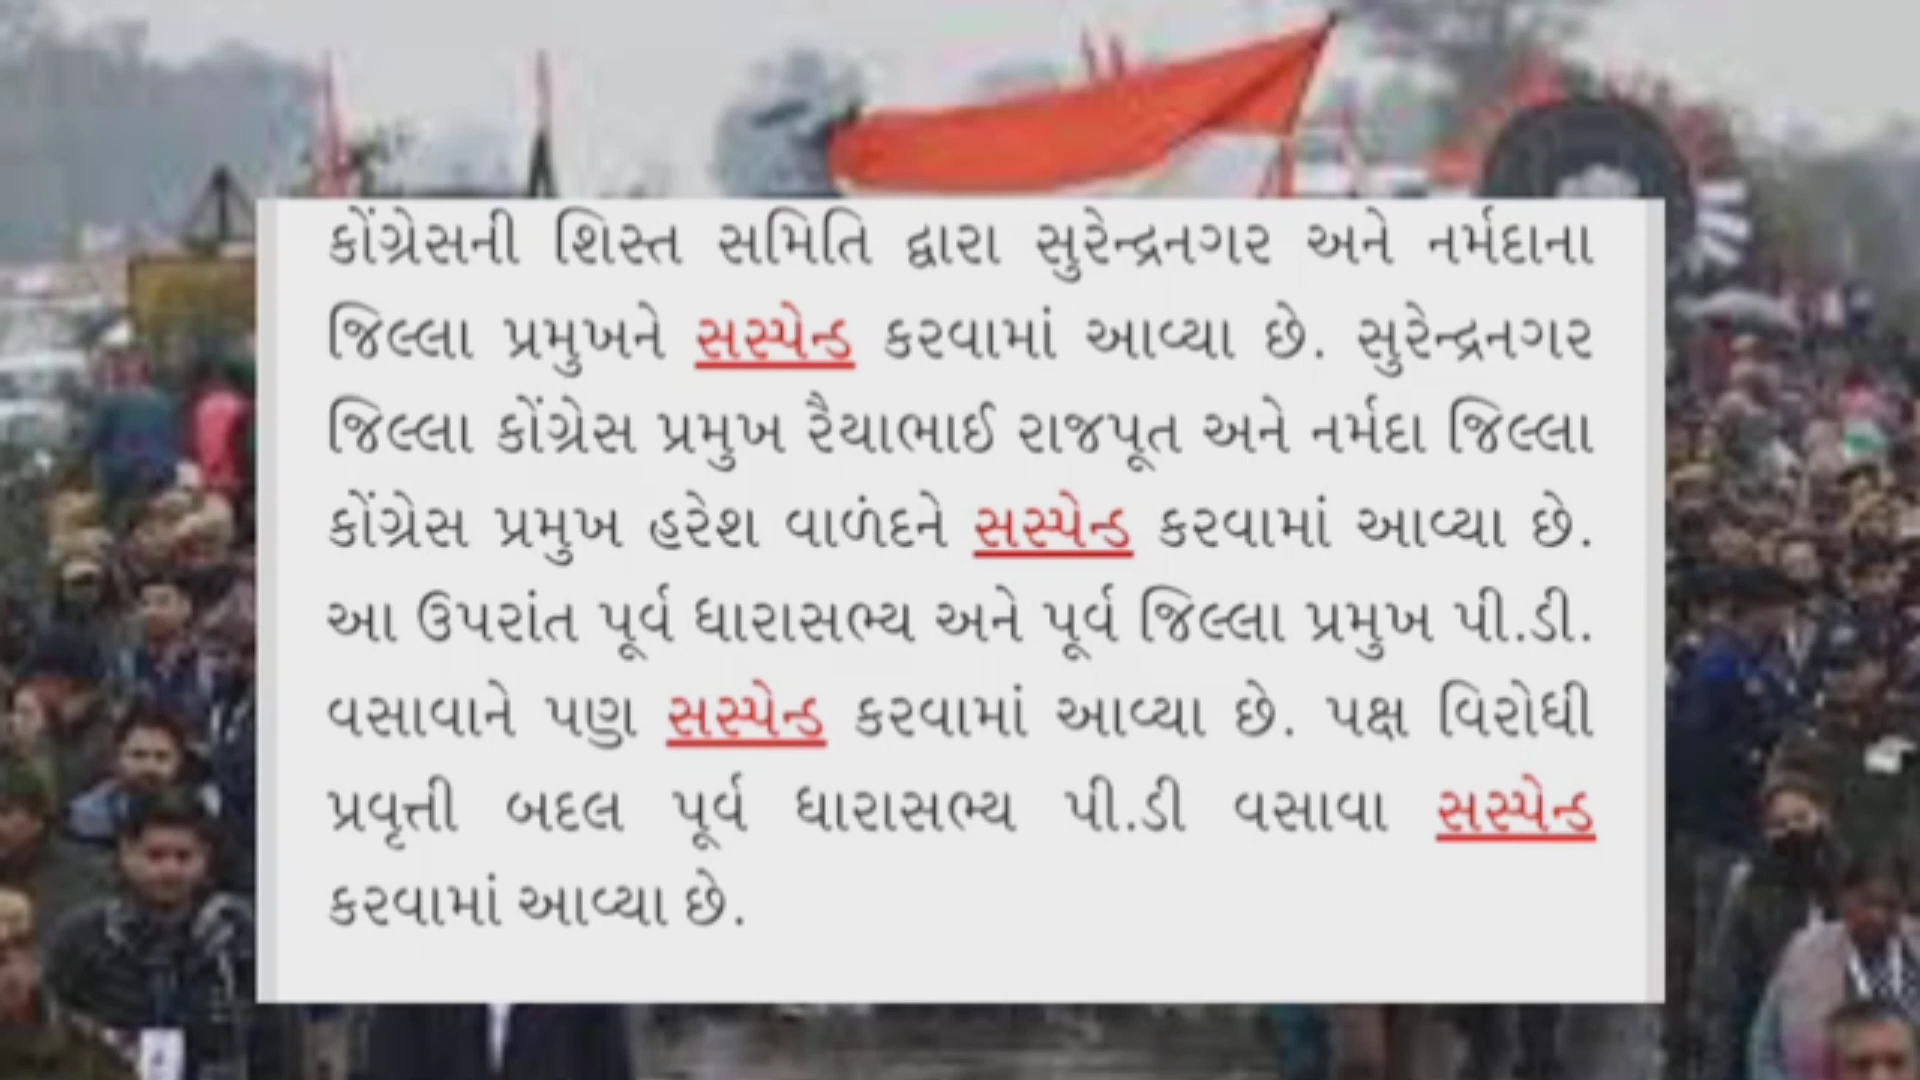 કોંગ્રેસની શિસ્ત સમિતિ દ્વારા સુરેન્દ્રનગર અને નર્મદાના
જિલ્લા પ્રમુખને સસ્પેન્ડ કરવામાં આવ્યા છે. સુરેન્દ્રનગર
જિલ્લા કોંગ્રેસ પ્રમુખ રૈયાભાઈ રાજપૂત અને નર્મદા જિલ્લા
કોંગ્રેસ પ્રમુખ હરેશ વાળંદને સસ્પેન્ડ કરવામાં આવ્યા છે.
આ ઉપરાંત પૂર્વ ધારાસભ્ય અને પૂર્વ જિલ્લા પ્રમુખ પી.ડી.
વસાવાને પણ સસ્પેન્ડ કરવામાં આવ્યા છે. પક્ષ વિરોધી
પ્રવૃત્તી બદલ પૂર્વ ધારાસભ્ય પી.ડી વસાવા સસ્પેન્ડ
કરવામાં આવ્યા છે.